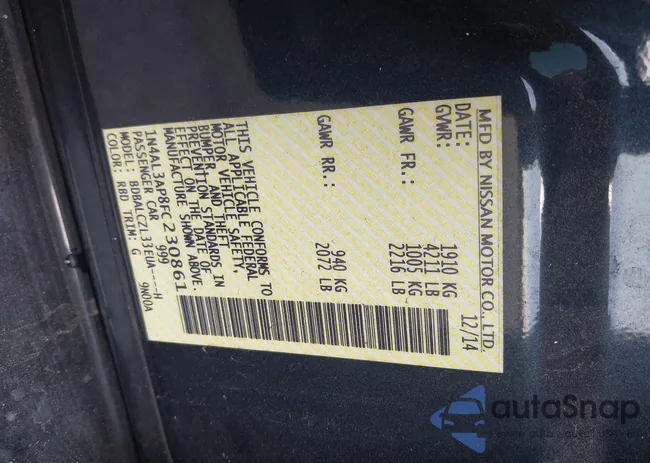 MFD BY NISSAN MOTOR CO., LTD.
DATE: 12/14
GVWR: 1910 KG
4211 LB
GAWR FR.: 1005 KG
2216 LB
GAWR RR.: 940 KG
2072 LB
THIS VEHICLE CONFORMS TO
ALL APPLICABLE FEDERAL
MOTOR VEHICLE SAFETY,
BUMPER, AND
PREVENTION STANDARDS IN
EFFECT ON THE DATE OF
MANUFACTURE SHOWN ABOVE.
1N4AL3AP8FC230861
PASSENGER CAR 999
MODEL: BDBALCZL33EUA----H
COLOR: RBD TRIM: G 9N00A
autoSnap